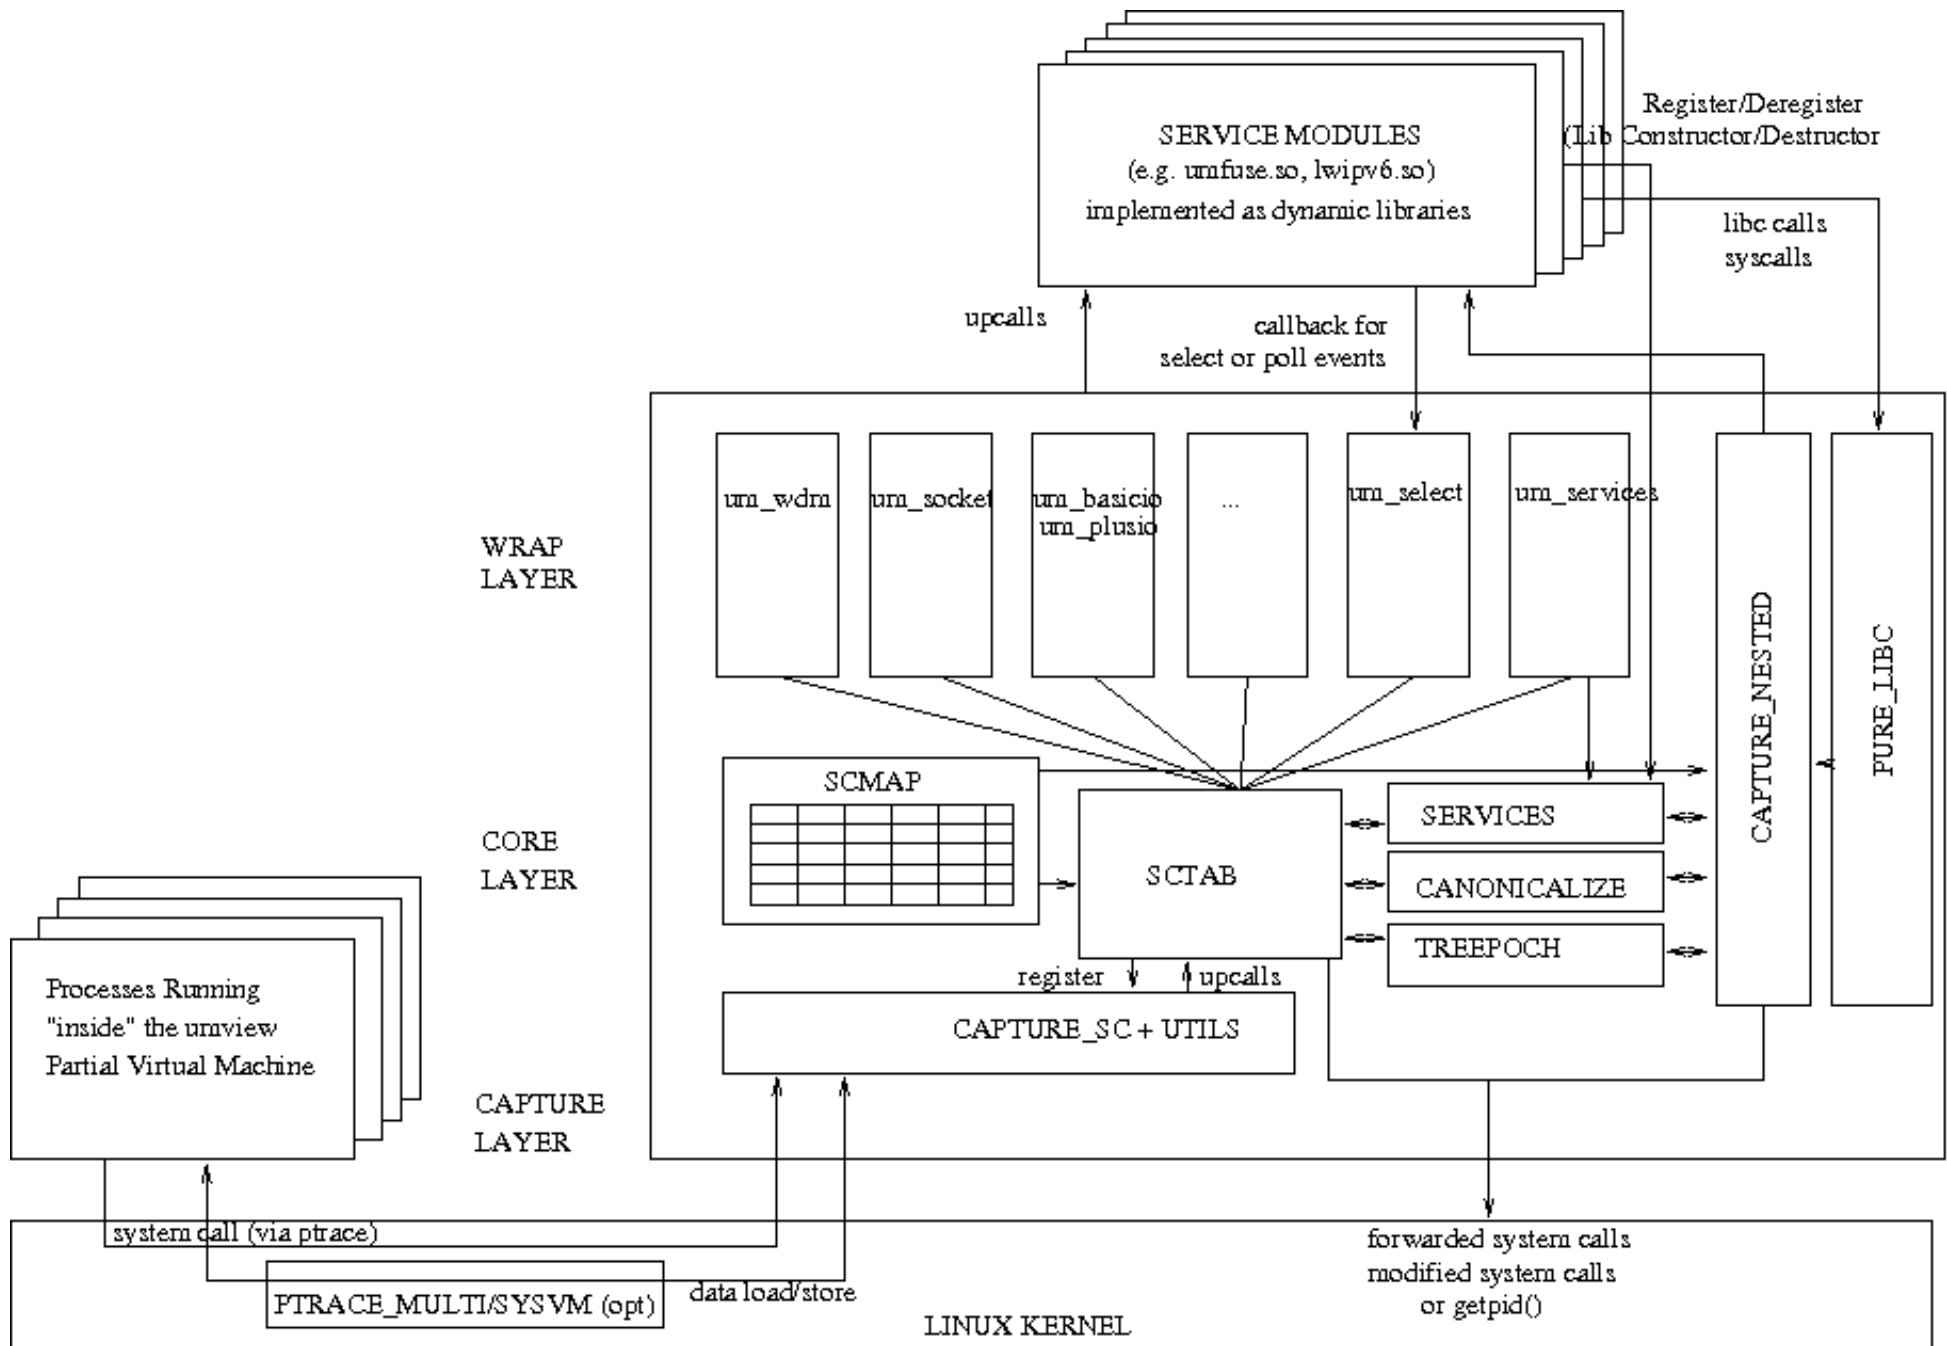 SERVICE MODULES
(e.g. umfuse.so, lwipv6.so)
implemented as dynamic libraries
Register/Deregister
(Lib Constructor/Destructor
libc calls
syscalls
upcalls
callback for
select or poll events
um_wdm
um_socket
um_basicio
um_plusio
...
um_select
um_services
WRAP
LAYER
CAPTURE_NESTED
PURE_LIBC
SCMAP
SCTAB
SERVICES
CANONICALIZE
TREEPOCH
CORE
LAYER
register
upcalls
CAPTURE_SC + UTILS
Processes Running
"inside" the umview
Partial Virtual Machine
CAPTURE
LAYER
system call (via ptrace)
PTRACE_MULTI/SYSVM (opt)
data load/store
forwarded system calls
modified system calls
or getpid()
LINUX KERNEL